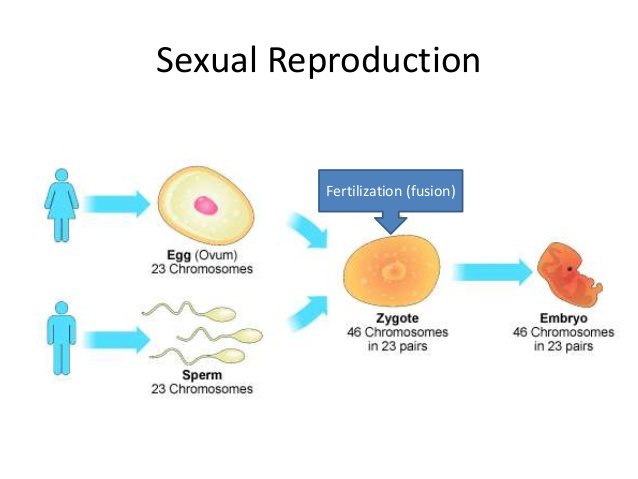 Sexual Reproduction
Fertilization (fusion)
Egg (Ovum)
23 Chromosomes
Zygote
46 Chromosomes
in 23 pairs
Embryo
46 Chromosomes
in 23 pairs
Sperm
23 Chromosomes